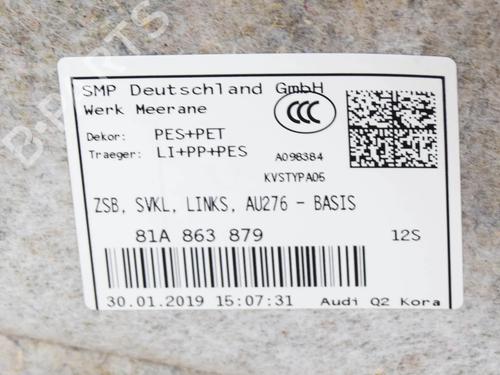 B-PARTS
SMP Deutschland GmbH
Werk Meerane
CCC
Dekor: PES+PET
Traeger: LI+PP+PES
A098384
KVSTYPA05
ZSB, SVKL, LINKS, AU276 - BASIS
81A 863 879 12S
30.01.2019 15:07:31 Audi Q2 Kora